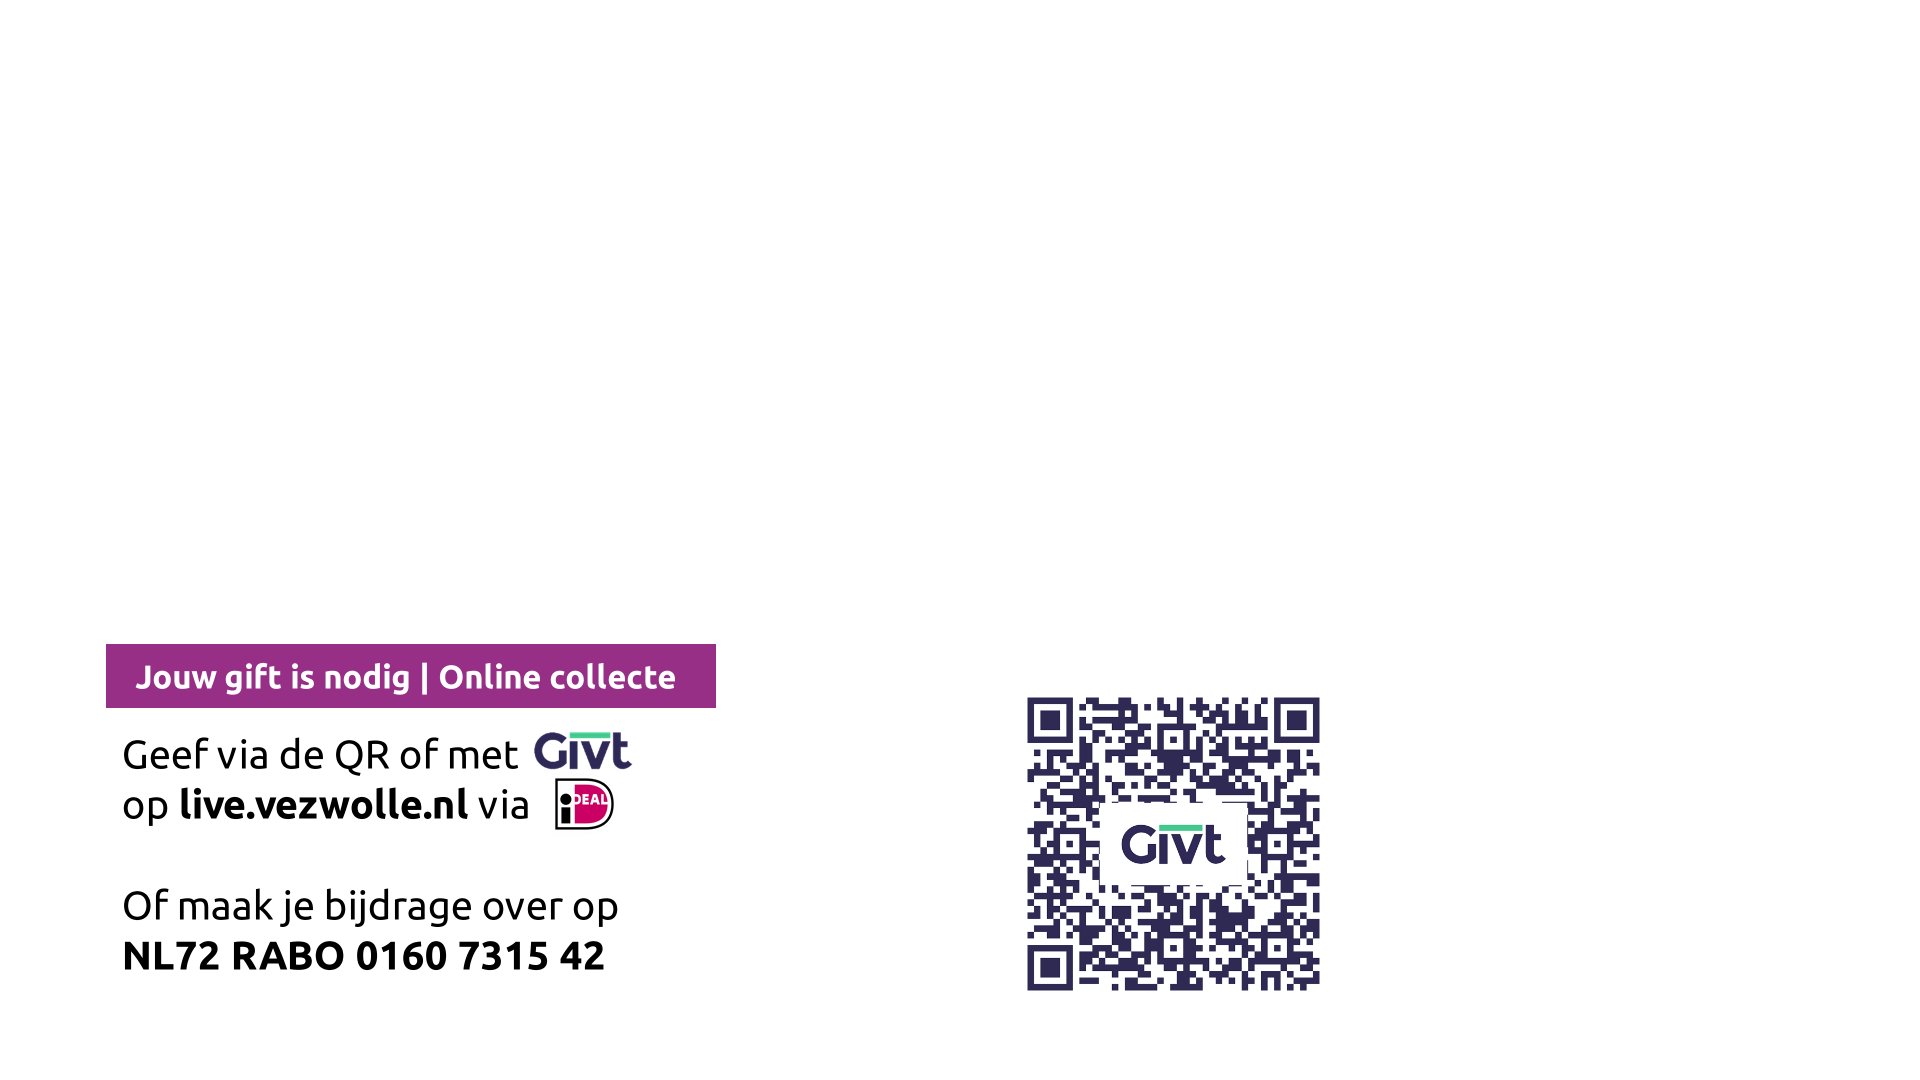 Jouw gift is nodig | Online collecte
Geef via de QR of met Givt
op live.vezwolle.nl via iDEAL
Of maak je bijdrage over op
NL72 RABO 0160 7315 42
Givt